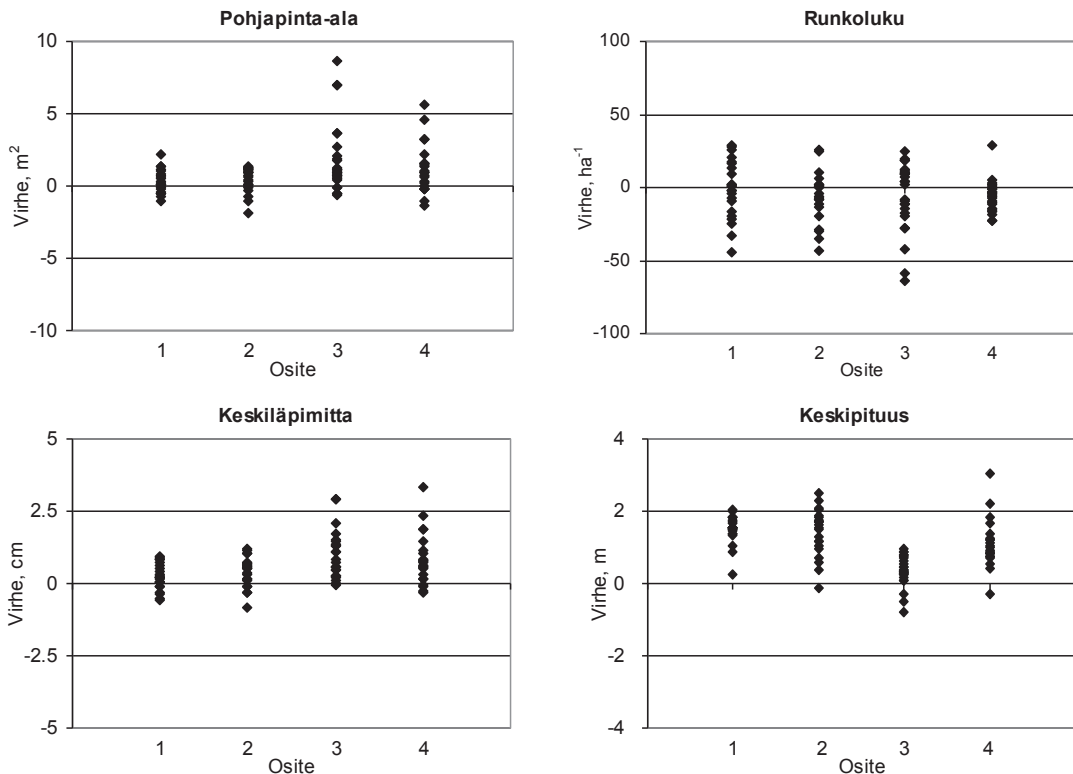 Pohjapinta-ala
10
5
0
-5
-10
Virhe, m²
1 2 3 4
Osite
Runkoluku
100
50
0
-50
-100
Virhe, ha⁻¹
1 2 3 4
Osite
Keskiläpimitta
5
2.5
0
-2.5
-5
Virhe, cm
1 2 3 4
Osite
Keskipituus
4
2
0
-2
-4
Virhe, m
1 2 3 4
Osite